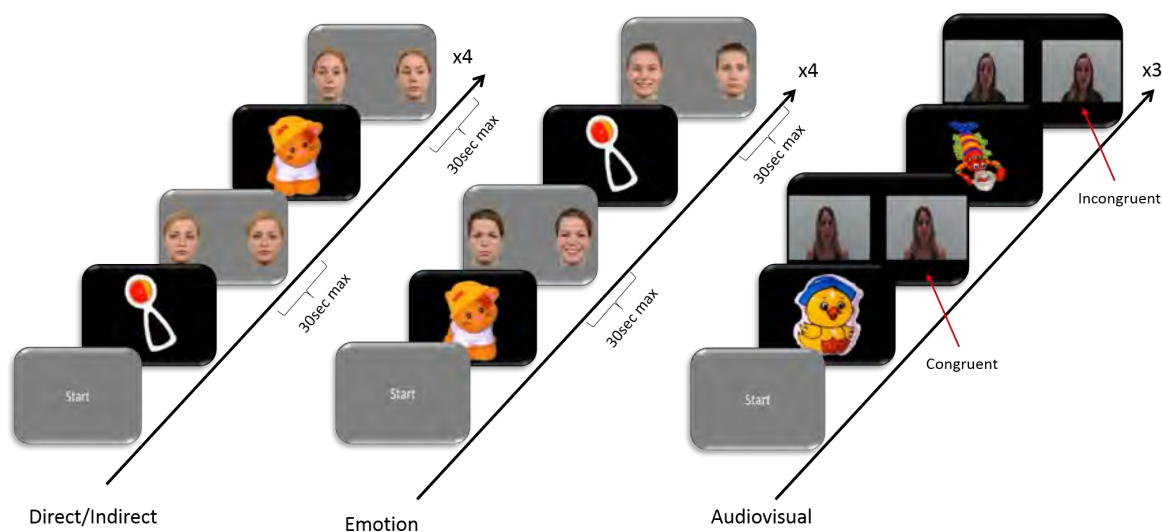 x4
30sec max
30sec max
Start
Direct/Indirect
x4
30sec max
30sec max
Start
Emotion
x3
Incongruent
Congruent
Start
Audiovisual